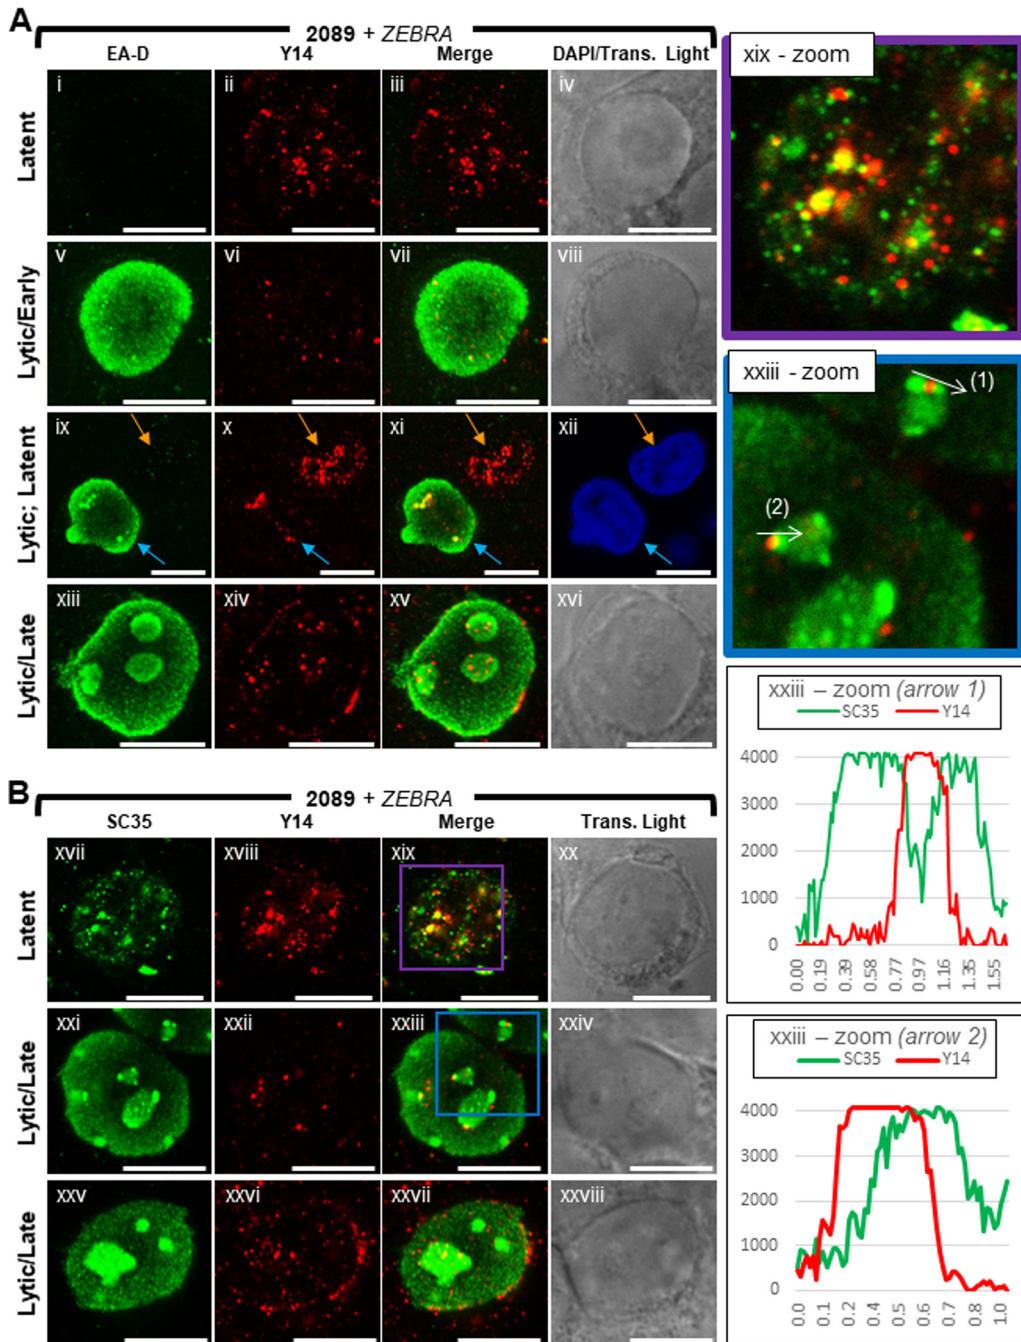 A
2089 + ZEBRA
EA-D Y14 Merge DAPI/Trans. Light
Latent
i ii iii iv
Lytic/Early
v vi vii viii
Lytic; Latent
ix x xi xii
Lytic/Late
xiii xiv xv xvi
B
2089 + ZEBRA
SC35 Y14 Merge Trans. Light
Latent
xvii xviii xix xx
Lytic/Late
xxi xxii xxiii xxiv
Lytic/Late
xxv xxvi xxvii xxviii
xix - zoom
xxiii - zoom
(1)
(2)
xxiii – zoom (arrow 1)
SC35 Y14
4000
3000
2000
1000
0
0.00 0.19 0.39 0.58 0.77 0.97 1.16 1.35 1.55
xxiii – zoom (arrow 2)
SC35 Y14
4000
3000
2000
1000
0
0.0 0.1 0.2 0.4 0.5 0.6 0.7 0.8 1.0